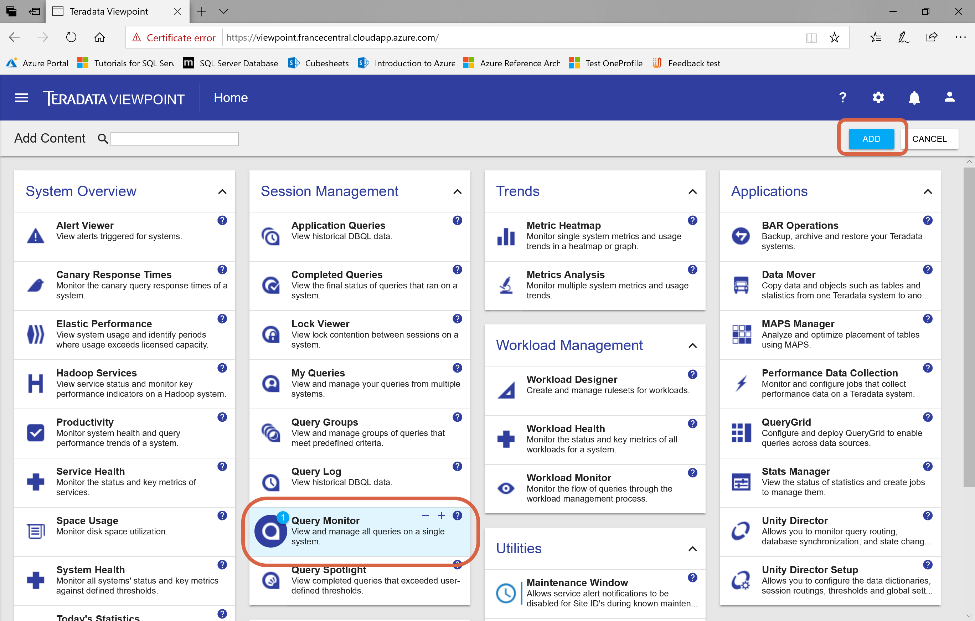 Teradata Viewpoint
Certificate error
https://viewpoint.francecentral.cloudapp.azure.com/
Azure Portal
Tutorials for SQL Serv
SQL Server Database
Cubesheets
Introduction to Azure
Azure Reference Arch
Test OneProfile
Feedback test
TERADATA VIEWPOINT
Home
?
Add Content
ADD
CANCEL
System Overview
Alert Viewer
View alerts triggered for systems.
Canary Response Times
Monitor the canary query response times of a
system.
Elastic Performance
View system usage and identify periods
where usage exceeds licensed capacity.
Hadoop Services
View service status and monitor key
performance indicators on a Hadoop system.
Productivity
Monitor system health and query
performance trends of a system.
Service Health
Monitor the status and key metrics of
services.
Space Usage
Monitor disk space utilization.
System Health
Monitor all systems' status and key metrics
against defined thresholds.
Today's Statistics
Session Management
Application Queries
View historical DBQL data.
Completed Queries
View the final status of queries that ran on a
system.
Lock Viewer
View lock contention between sessions on a
system.
My Queries
View and manage your queries from multiple
systems.
Query Groups
View and manage groups of queries that
meet predefined criteria.
Query Log
View historical DBQL data.
1
Query Monitor
View and manage all queries on a single
system.
Query Spotlight
View completed queries that exceeded user-
defined thresholds.
Trends
Metric Heatmap
Monitor single system metrics and usage
trends in a heatmap or graph.
Metrics Analysis
Monitor multiple system metrics and usage
trends.
Workload Management
Workload Designer
Create and manage rulesets for workloads.
Workload Health
Monitor the status and key metrics of all
workloads for a system.
Workload Monitor
Monitor the flow of queries through the
workload management process.
Utilities
Maintenance Window
Allows service alert notifications to be
disabled for Site ID's during known mainten...
Applications
BAR Operations
Backup, archive and restore your Teradata
systems.
Data Mover
Copy data and objects such as tables and
statistics from one Teradata system to ano
MAPS Manager
Analyze and optimize placement of tables
using MAPS.
Performance Data Collection
Monitor and configure jobs that collect
performance data on a Teradata system.
QueryGrid
Configure and deploy QueryGrid to enable
queries across data sources.
Stats Manager
View the status of statistics and create jobs
to manage them.
Unity Director
Allows you to monitor query routing,
database synchronization, and state chang...
Unity Director Setup
Allows you to configure the data dictionaries,
session routings, thresholds and global sett...